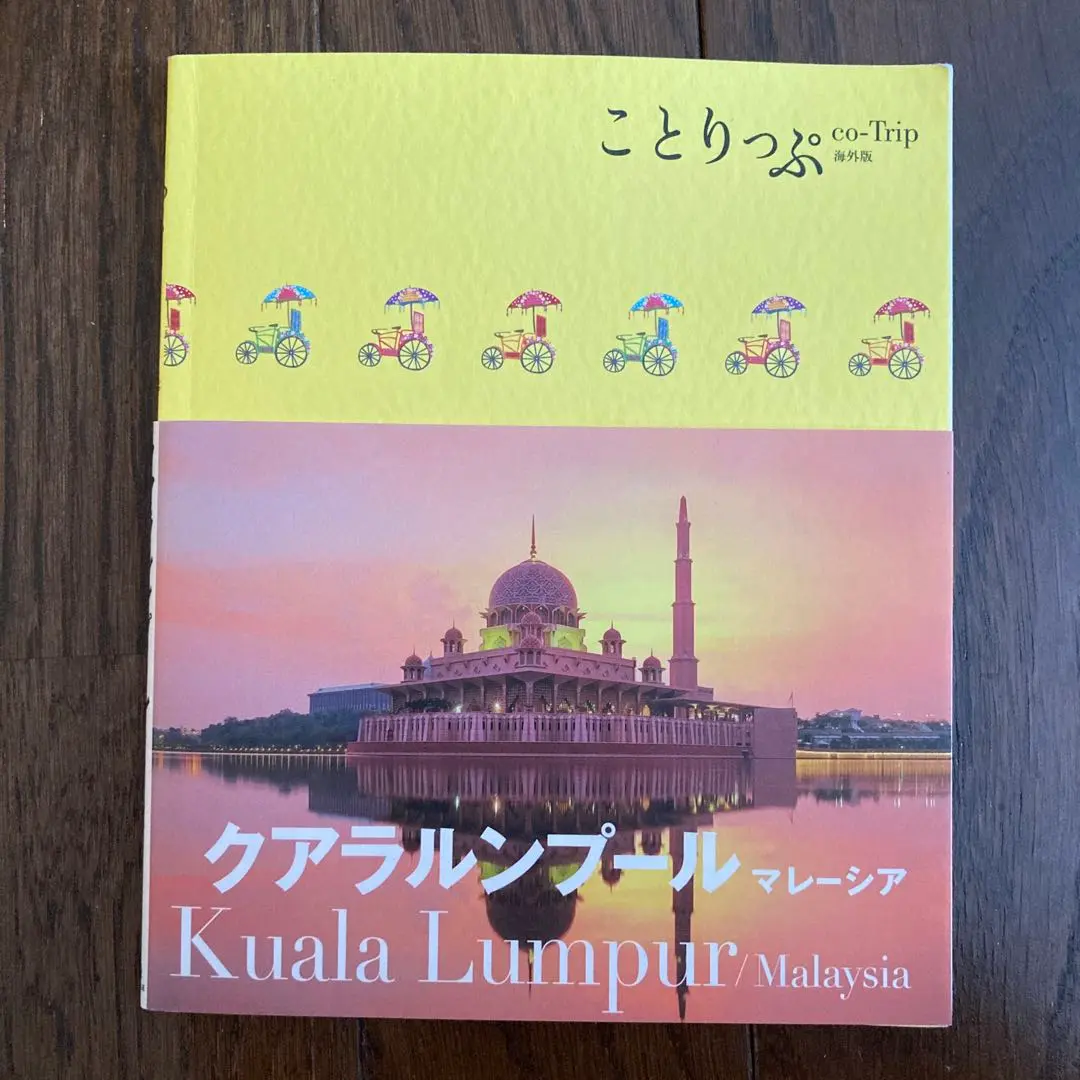 ことりっぷ co-Trip
海外版
クアラルンプール マレーシア
Kuala Lumpur/Malaysia